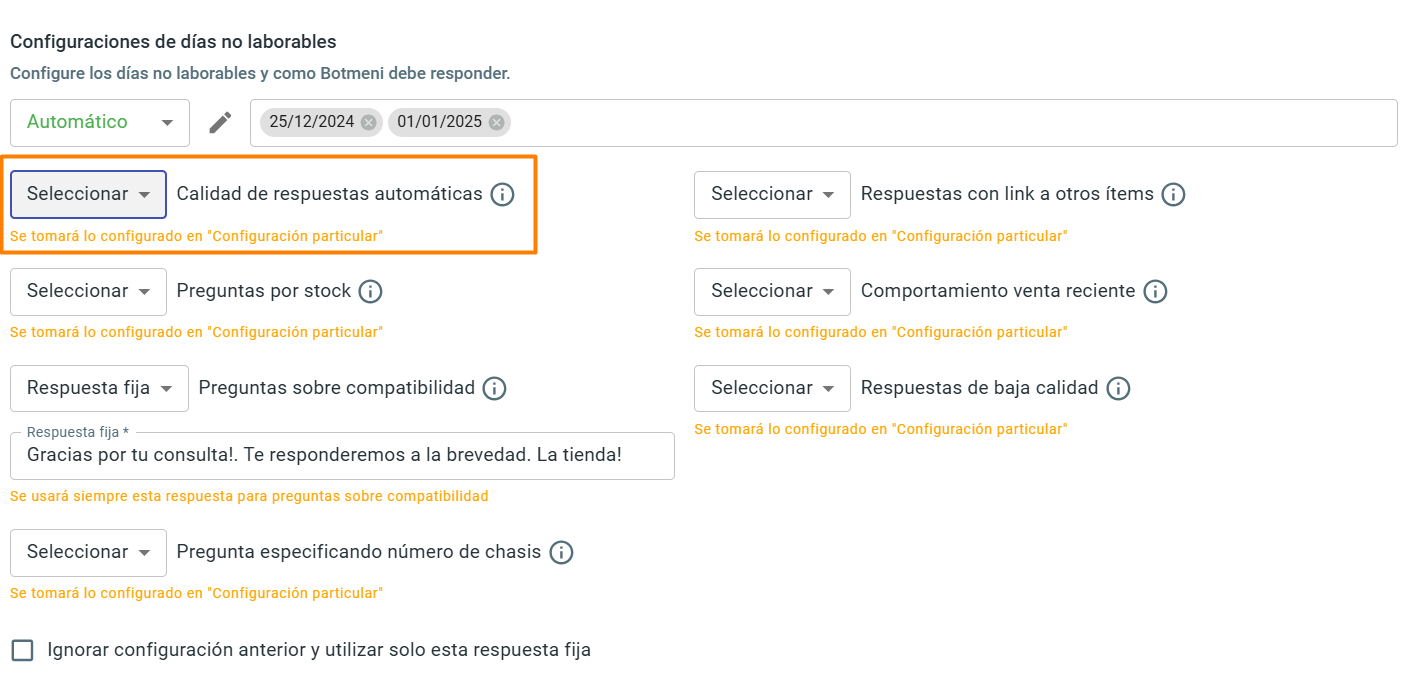 Configuraciones de días no laborables
Configure los días no laborables y como Botmeni debe responder.
Automático 25/12/2024 01/01/2025
Seleccionar Calidad de respuestas automáticas
Se tomará lo configurado en "Configuración particular"
Seleccionar Respuestas con link a otros ítems
Se tomará lo configurado en "Configuración particular"
Seleccionar Preguntas por stock
Se tomará lo configurado en "Configuración particular"
Seleccionar Comportamiento venta reciente
Se tomará lo configurado en "Configuración particular"
Respuesta fija Preguntas sobre compatibilidad
Seleccionar Respuestas de baja calidad
Se tomará lo configurado en "Configuración particular"
Respuesta fija *
Gracias por tu consulta!. Te responderemos a la brevedad. La tienda!
Se usará siempre esta respuesta para preguntas sobre compatibilidad
Seleccionar Pregunta especificando número de chasis
Se tomará lo configurado en "Configuración particular"
Ignorar configuración anterior y utilizar solo esta respuesta fija